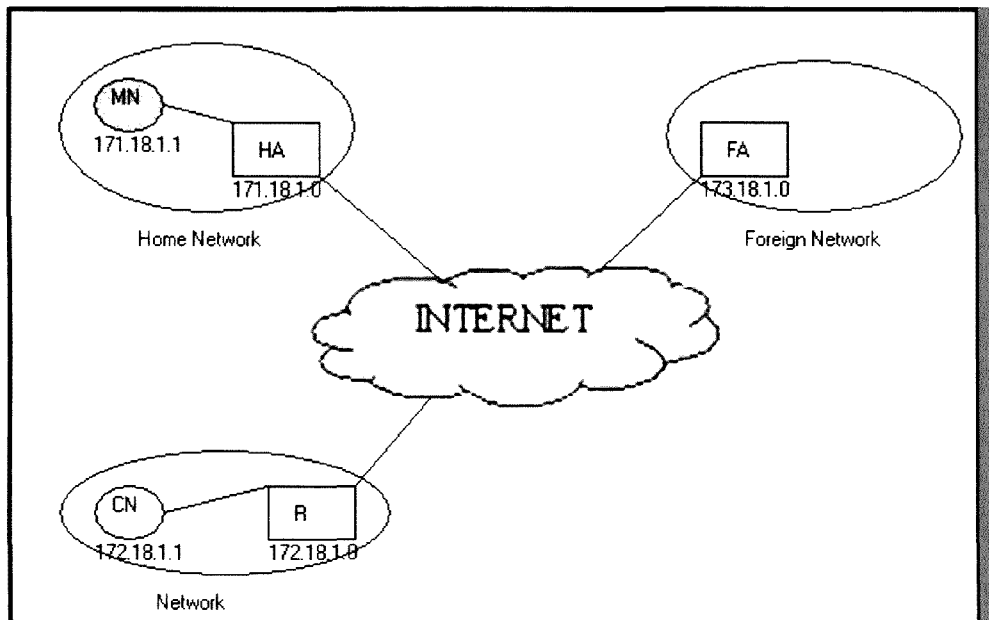 MN
171.18.1.1
HA
171.18.1.0
Home Network
FA
173.18.1.0
Foreign Network
INTERNET
CN
172.18.1.1
R
172.18.1.0
Network